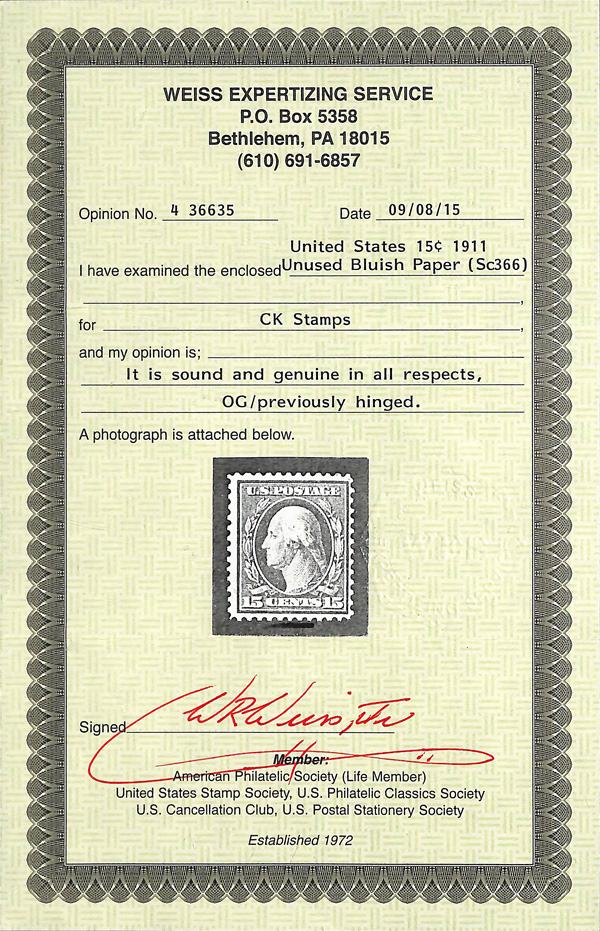 WEISS EXPERTIZING SERVICE
P.O. Box 5358
Bethlehem, PA 18015
(610) 691-6857
Opinion No. 4 36635 Date 09/08/15
United States 15¢ 1911
I have examined the enclosed Unused Bluish Paper (Sc366)
,
for CK Stamps ,
and my opinion is;
It is sound and genuine in all respects,
OG/previously hinged.
A photograph is attached below.
WEISS
U.S. POSTAGE
15 CENTS 15
Signed W R Weiss, Jr
Member:
American Philatelic Society (Life Member)
United States Stamp Society, U.S. Philatelic Classics Society
U.S. Cancellation Club, U.S. Postal Stationery Society
Established 1972